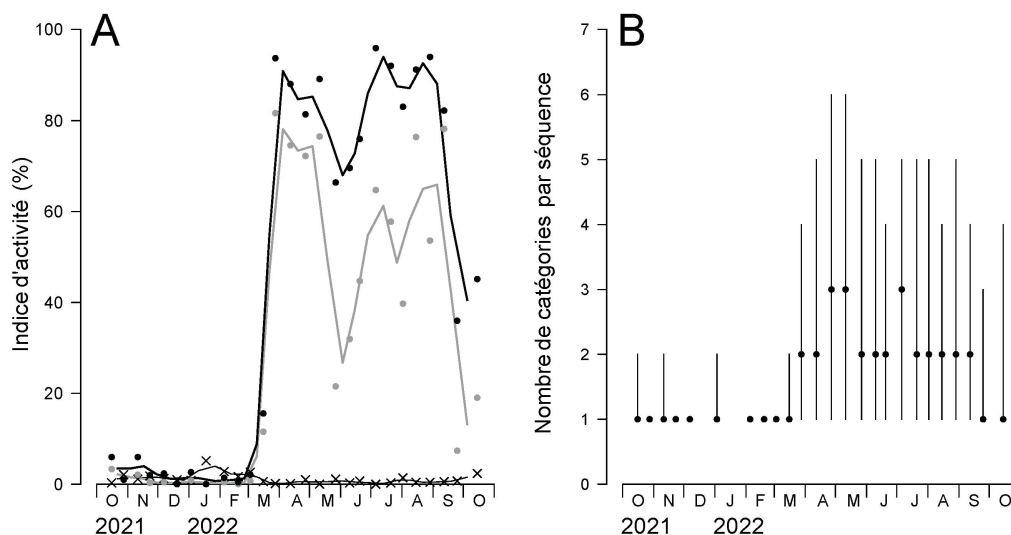 A
Indice d'activité (%)
100
80
60
40
20
0
O N D J F M A M J J A S O
2021 2022
B
Nombre de catégories par séquence
7
6
5
4
3
2
1
0
O N D J F M A M J J A S O
2021 2022